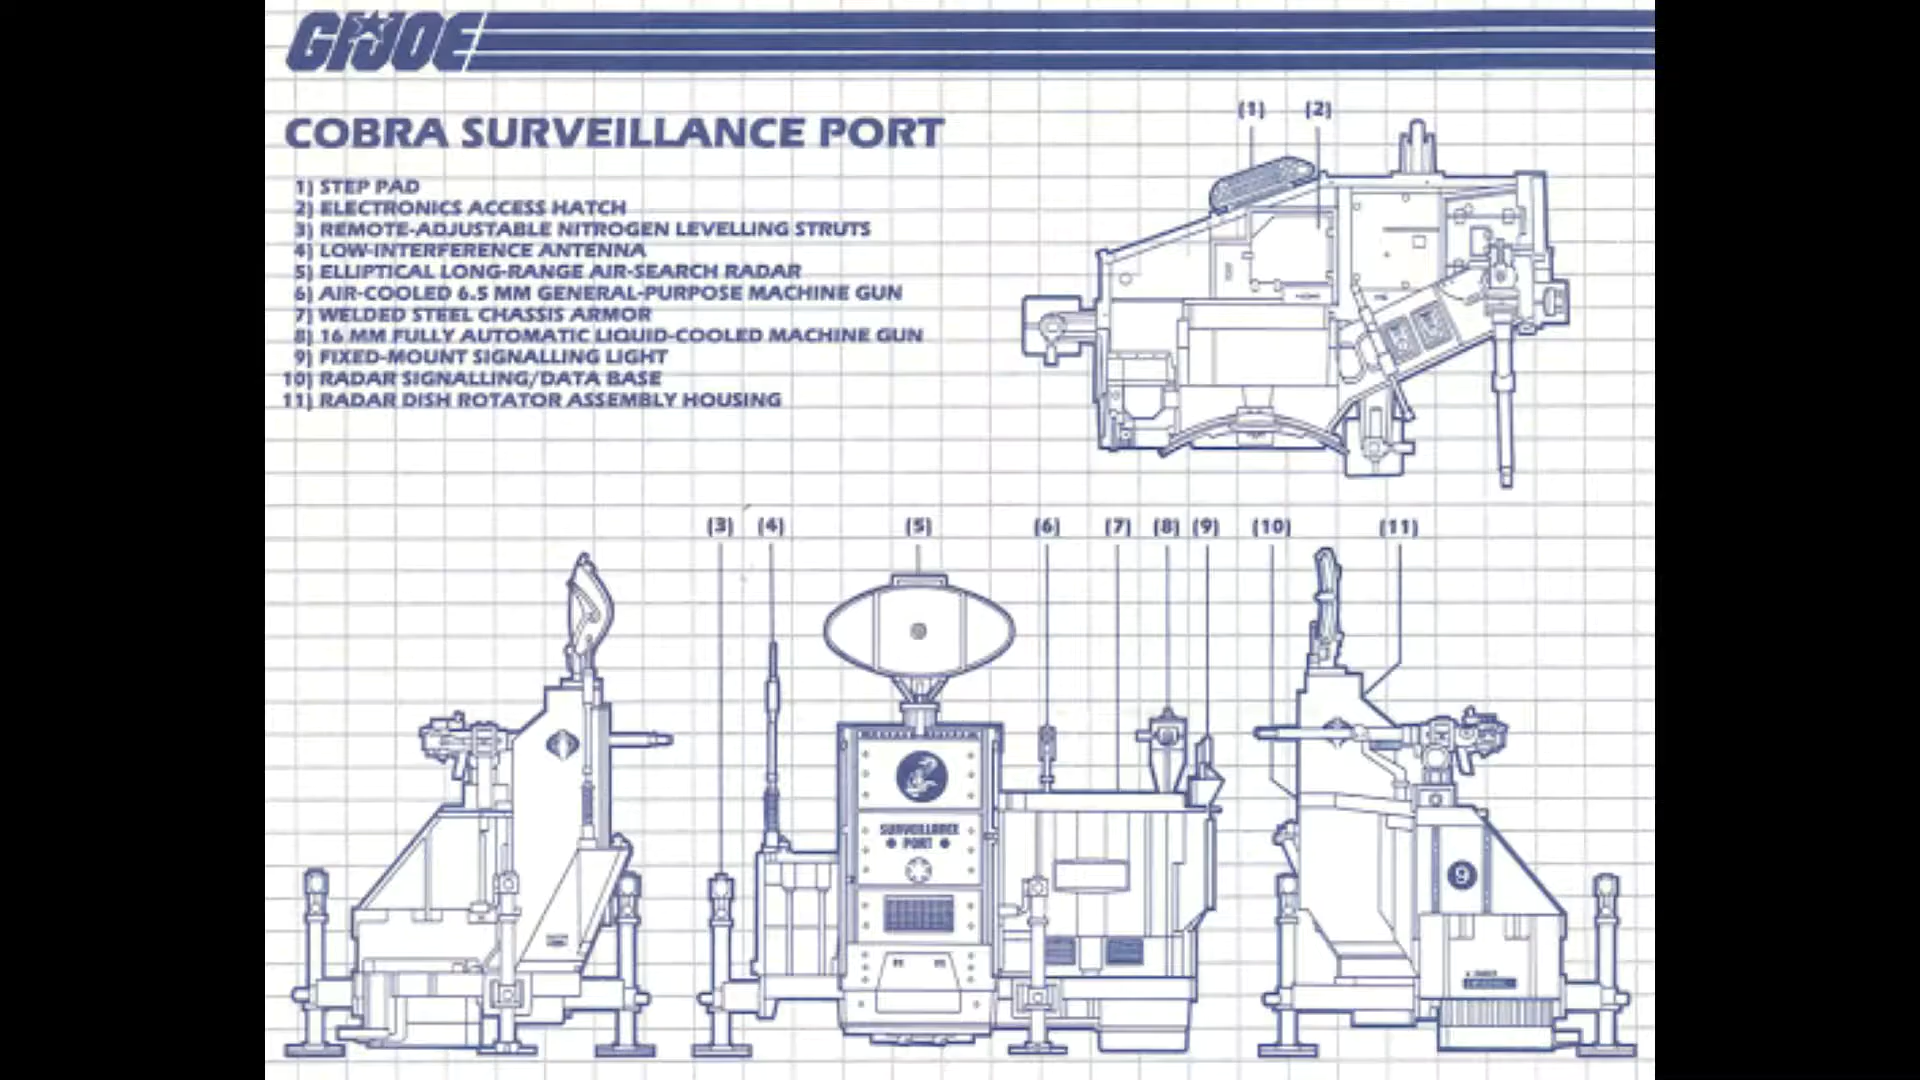 GIJOE
COBRA SURVEILLANCE PORT
1) STEP PAD
2) ELECTRONICS ACCESS HATCH
3) REMOTE-ADJUSTABLE NITROGEN LEVELLING STRUTS
4) LOW-INTERFERENCE ANTENNA
5) ELLIPTICAL LONG-RANGE AIR-SEARCH RADAR
6) AIR-COOLED 6.5 MM GENERAL-PURPOSE MACHINE GUN
7) WELDED STEEL CHASSIS ARMOR
8) 16 MM FULLY AUTOMATIC LIQUID-COOLED MACHINE GUN
9) FIXED-MOUNT SIGNALLING LIGHT
10) RADAR SIGNALLING/DATA BASE
11) RADAR DISH ROTATOR ASSEMBLY HOUSING
(1) (2)
(3) (4) (5) (6) (7) (8) (9) (10) (11)
SURVEILLANCE
PORT
9